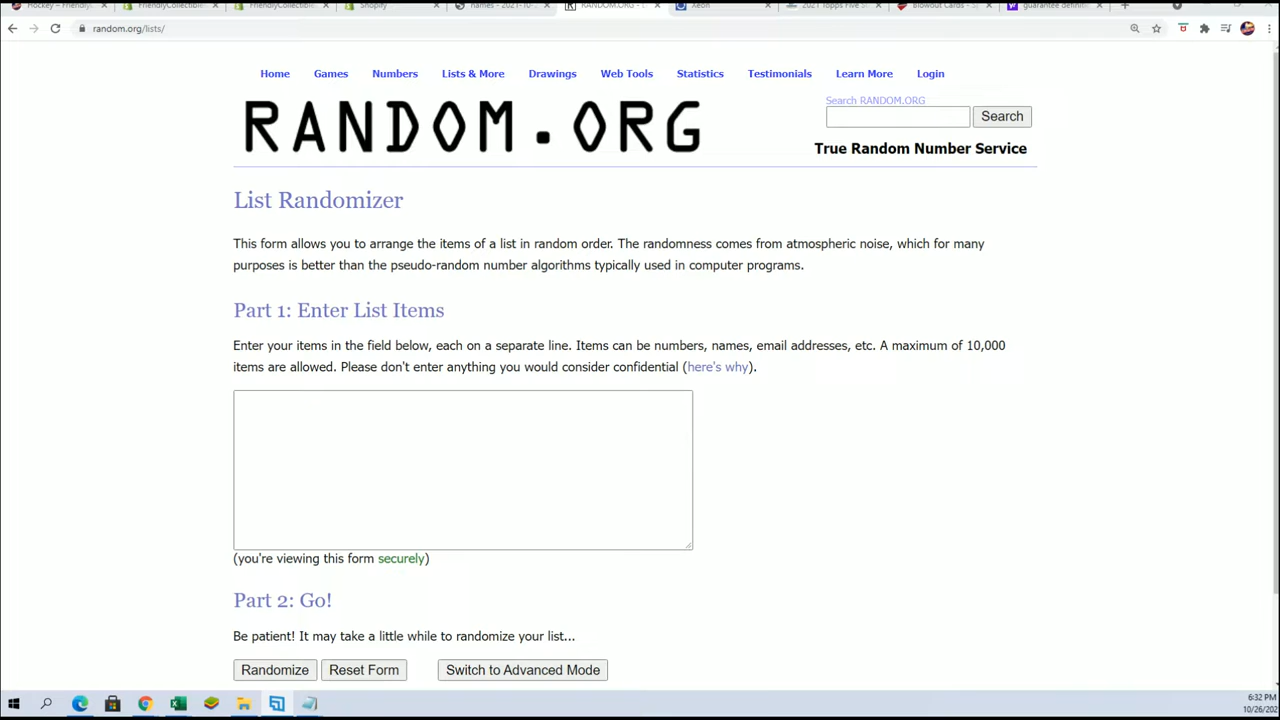 Hockey – Friendly
FriendlyCollectible
FriendlyCollectible
Shopify
names - 2021-10-
RANDOM.ORG - L
Xeon
2021 Topps Five St
Blowout Cards - Sp
guarantee definiti
random.org/lists/
Home Games Numbers Lists & More Drawings Web Tools Statistics Testimonials Learn More Login
RANDOM.ORG
Search RANDOM.ORG
Search
True Random Number Service
List Randomizer
This form allows you to arrange the items of a list in random order. The randomness comes from atmospheric noise, which for many
purposes is better than the pseudo-random number algorithms typically used in computer programs.
Part 1: Enter List Items
Enter your items in the field below, each on a separate line. Items can be numbers, names, email addresses, etc. A maximum of 10,000
items are allowed. Please don't enter anything you would consider confidential (here's why).
(you're viewing this form securely)
Part 2: Go!
Be patient! It may take a little while to randomize your list...
Randomize Reset Form Switch to Advanced Mode
6:32 PM
10/26/202